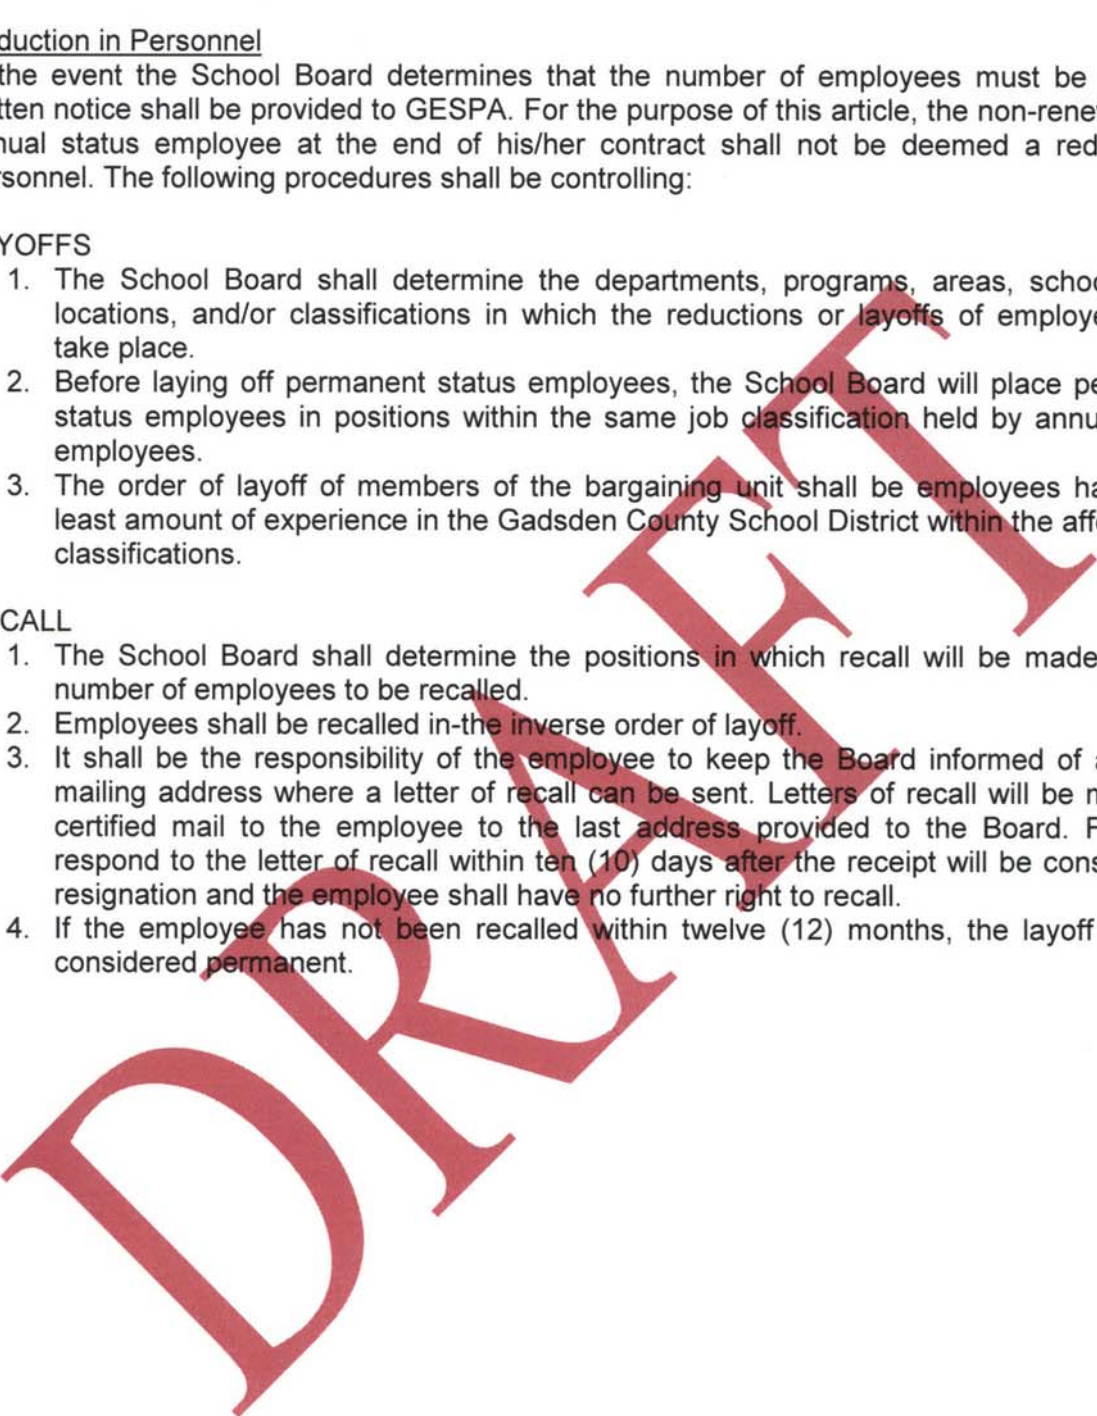 duction in Personnel
the event the School Board determines that the number of employees must be
tten notice shall be provided to GESPA. For the purpose of this article, the non-renew
nual status employee at the end of his/her contract shall not be deemed a red
rsonnel. The following procedures shall be controlling:
YOFFS
1. The School Board shall determine the departments, programs, areas, schoo
locations, and/or classifications in which the reductions or layoffs of employe
take place.
2. Before laying off permanent status employees, the School Board will place pe
status employees in positions within the same job classification held by annu
employees.
3. The order of layoff of members of the bargaining unit shall be employees ha
least amount of experience in the Gadsden County School District within the affe
classifications.
CALL
1. The School Board shall determine the positions in which recall will be made
number of employees to be recalled.
2. Employees shall be recalled in-the inverse order of layoff.
3. It shall be the responsibility of the employee to keep the Board informed of a
mailing address where a letter of recall can be sent. Letters of recall will be m
certified mail to the employee to the last address provided to the Board. F
respond to the letter of recall within ten (10) days after the receipt will be cons
resignation and the employee shall have no further right to recall.
4. If the employee has not been recalled within twelve (12) months, the layoff
considered permanent.
DRAFT